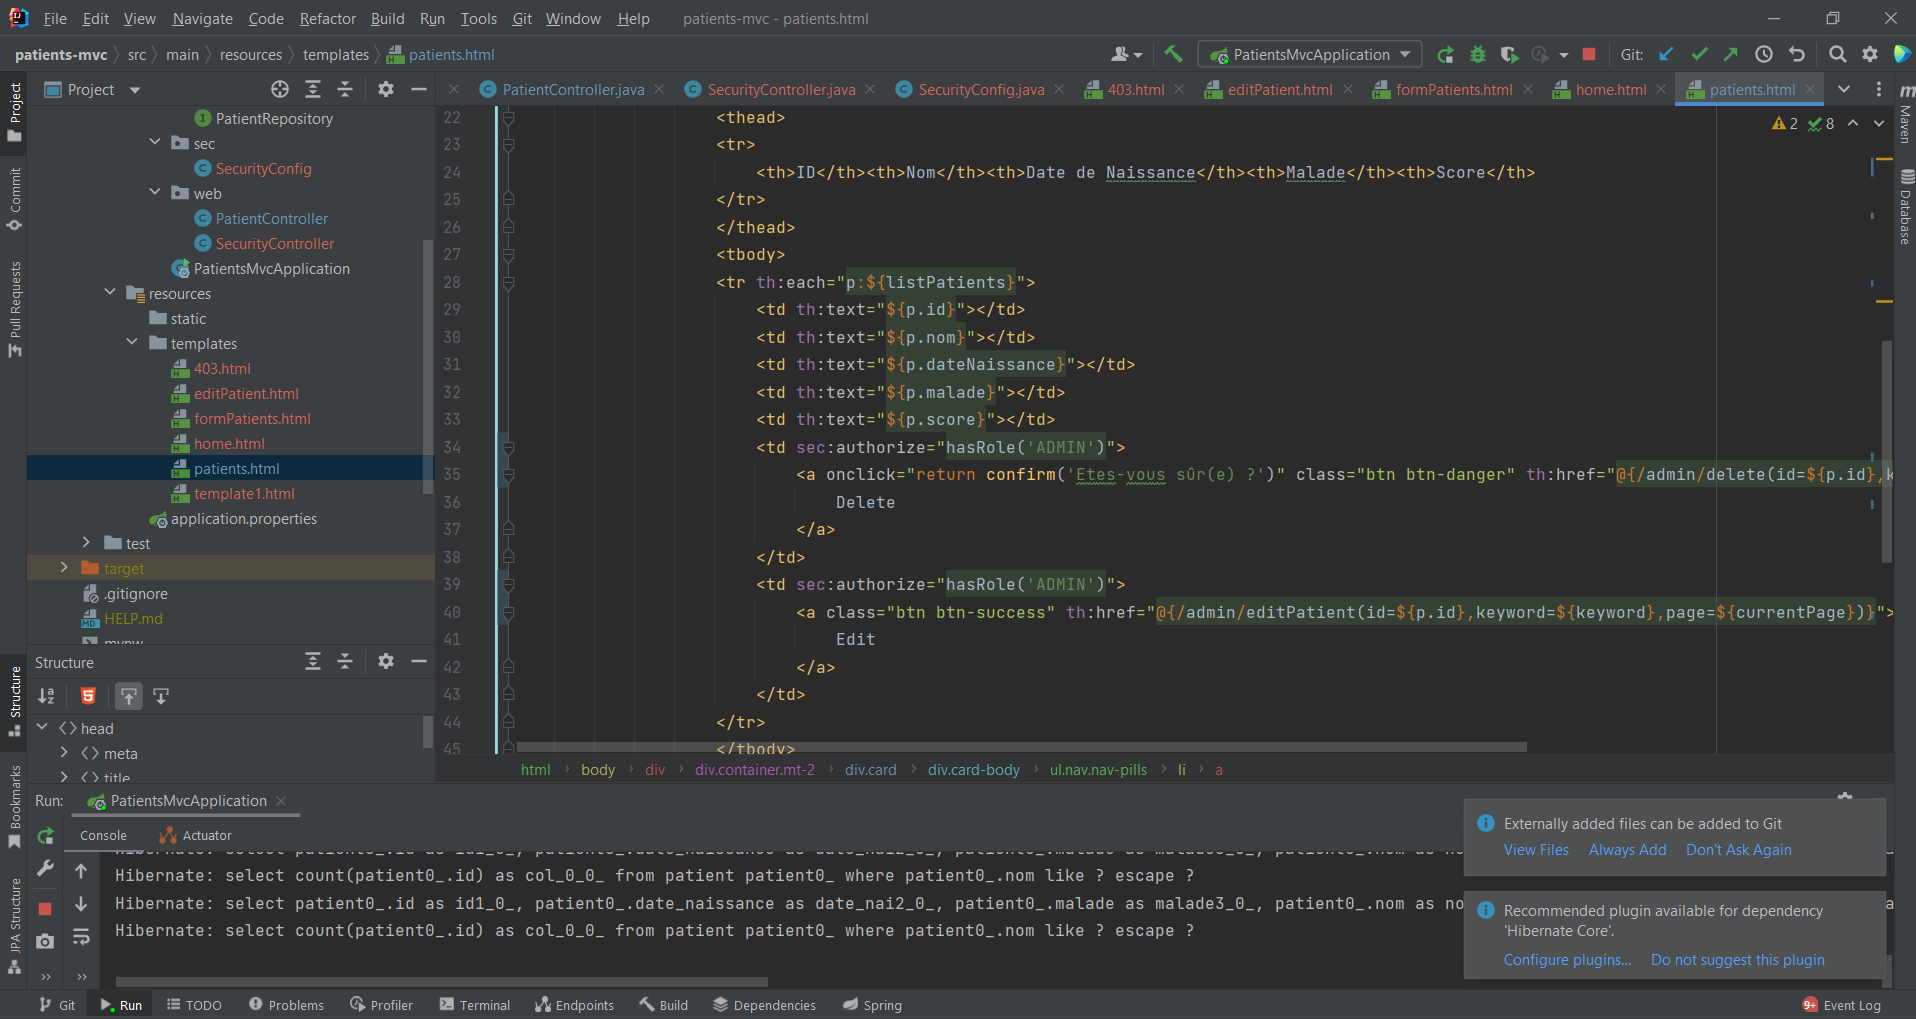 File Edit View Navigate Code Refactor Build Run Tools Git Window Help patients-mvc - patients.html
patients-mvc src main resources templates patients.html PatientsMvcApplication Git:
Project PatientController.java SecurityController.java SecurityConfig.java 403.html editPatient.html formPatients.html home.html patients.html
PatientRepository
sec
SecurityConfig
web
PatientController
SecurityController
PatientsMvcApplication
resources
static
templates
403.html
editPatient.html
formPatients.html
home.html
patients.html
template1.html
application.properties
test
target
.gitignore
HELP.md
Structure
head
meta
title
Project
Commit
Pull Requests
Structure
Bookmarks
JPA Structure
Maven
Database
2 8
22 <thead>
23 <tr>
24 <th>ID</th><th>Nom</th><th>Date de Naissance</th><th>Malade</th><th>Score</th>
25 </tr>
26 </thead>
27 <tbody>
28 <tr th:each="p:${listPatients}">
29 <td th:text="${p.id}"></td>
30 <td th:text="${p.nom}"></td>
31 <td th:text="${p.dateNaissance}"></td>
32 <td th:text="${p.malade}"></td>
33 <td th:text="${p.score}"></td>
34 <td sec:authorize="hasRole('ADMIN')">
35 <a onclick="return confirm('Etes-vous sûr(e) ?')" class="btn btn-danger" th:href="@{/admin/delete(id=${p.id},k
36 Delete
37 </a>
38 </td>
39 <td sec:authorize="hasRole('ADMIN')">
40 <a class="btn btn-success" th:href="@{/admin/editPatient(id=${p.id},keyword=${keyword},page=${currentPage})}">
41 Edit
42 </a>
43 </td>
44 </tr>
45 </tbody>
html body div div.container.mt-2 div.card div.card-body ul.nav.nav-pills li a
Run: PatientsMvcApplication
Console Actuator
Hibernate: select count(patient0_.id) as col_0_0_ from patient patient0_ where patient0_.nom like ? escape ?
Hibernate: select patient0_.id as id1_0_, patient0_.date_naissance as date_nai2_0_, patient0_.malade as malade3_0_, patient0_.nom as no
Hibernate: select count(patient0_.id) as col_0_0_ from patient patient0_ where patient0_.nom like ? escape ?
Externally added files can be added to Git
View Files Always Add Don't Ask Again
Recommended plugin available for dependency
'Hibernate Core'.
Configure plugins... Do not suggest this plugin
Git Run TODO Problems Profiler Terminal Endpoints Build Dependencies Spring 9+ Event Log